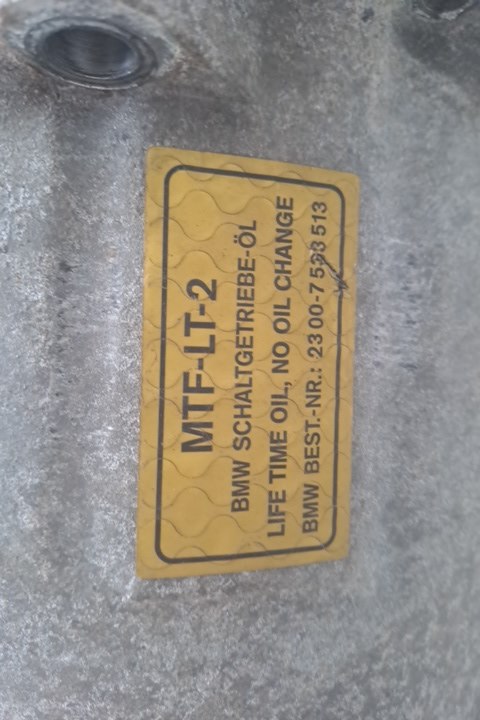 MTF-LT-2
BMW SCHALTGETRIEBE-ÖL
LIFE TIME OIL, NO OIL CHANGE
BMW BEST.-NR.: 23 00-7 533 513